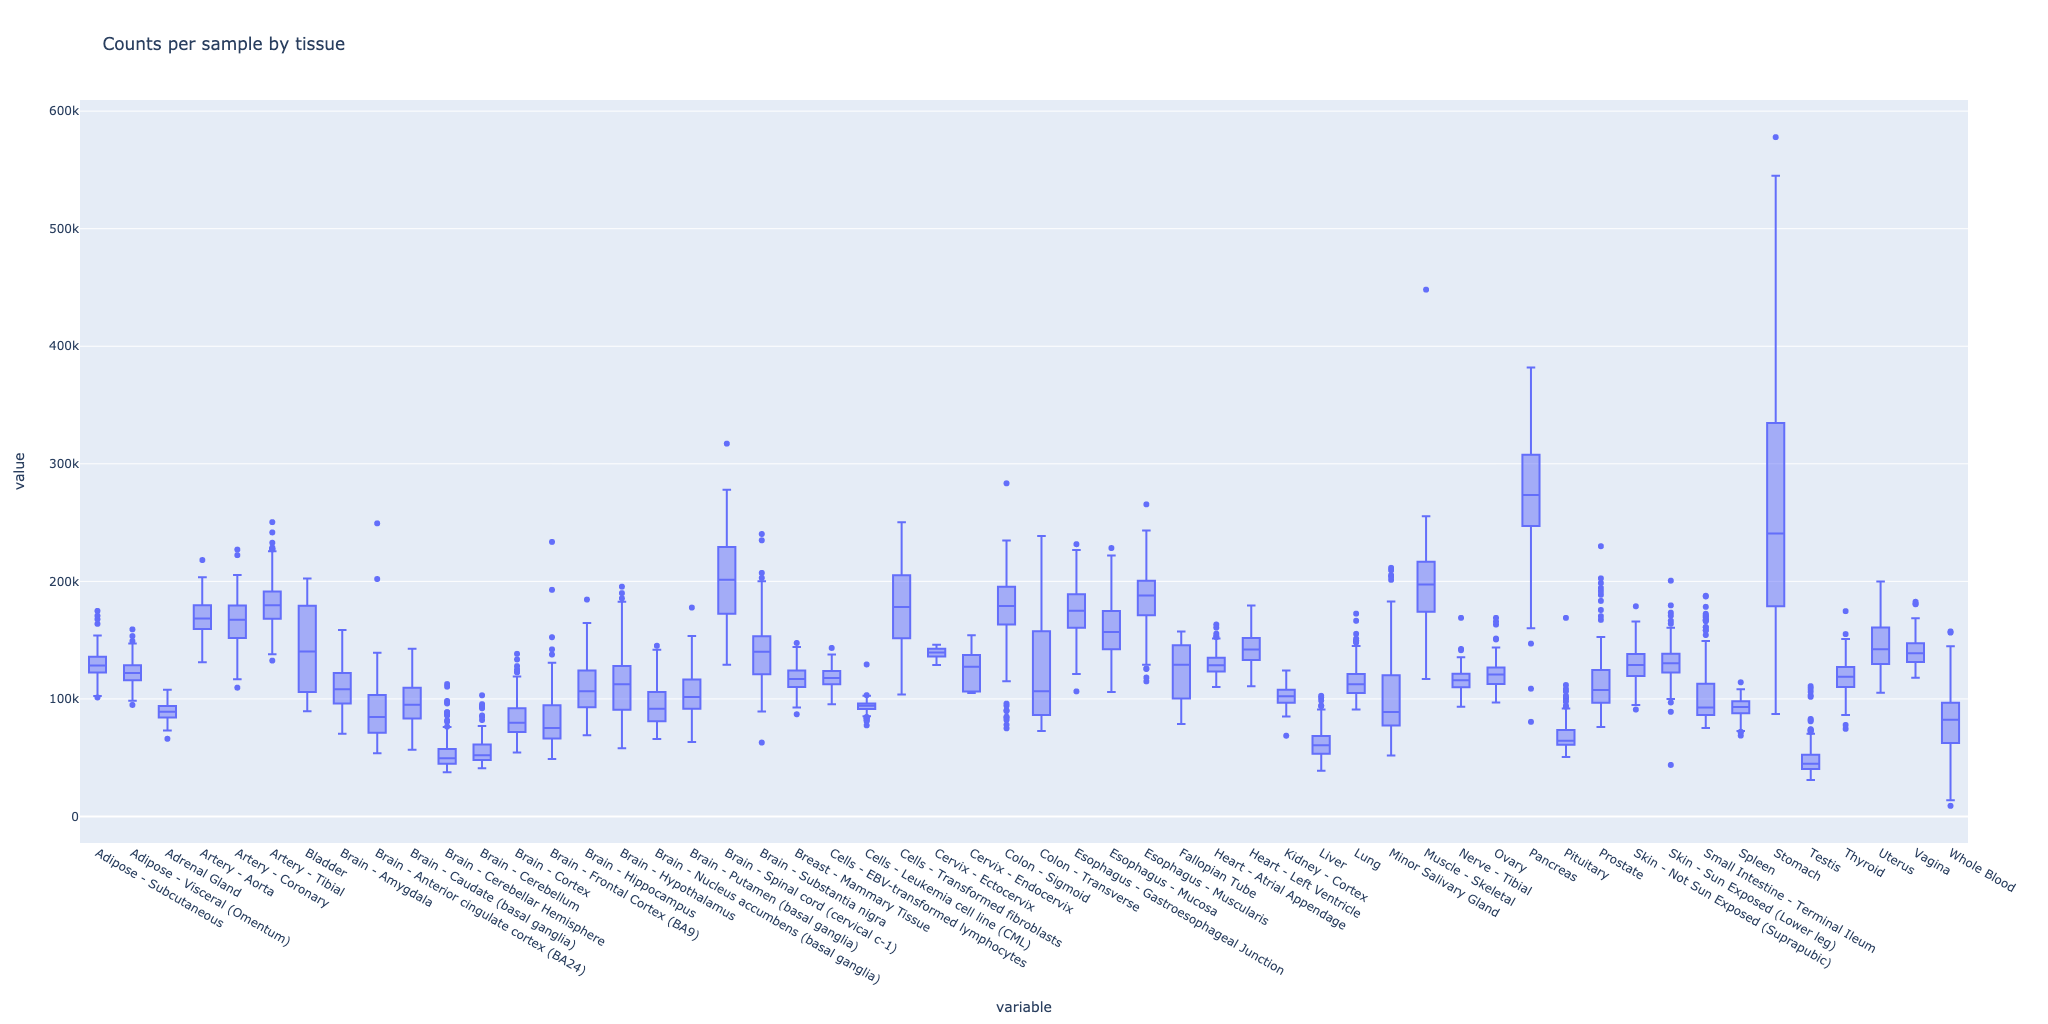 Counts per sample by tissue
600k
500k
400k
300k
200k
100k
0
value
Adipose - Subcutaneous
Adipose - Visceral (Omentum)
Adrenal Gland
Artery - Aorta
Artery - Coronary
Artery - Tibial
Bladder
Brain - Amygdala
Brain - Anterior cingulate cortex (BA24)
Brain - Caudate (basal ganglia)
Brain - Cerebellar Hemisphere
Brain - Cerebellum
Brain - Cortex
Brain - Frontal Cortex (BA9)
Brain - Hippocampus
Brain - Hypothalamus
Brain - Nucleus accumbens (basal ganglia)
Brain - Putamen (basal ganglia)
Brain - Spinal cord (cervical c-1)
Brain - Substantia nigra
Breast - Mammary Tissue
Cells - EBV-transformed lymphocytes
Cells - Leukemia cell line (CML)
Cells - Transformed fibroblasts
Cervix - Ectocervix
Cervix - Endocervix
Colon - Sigmoid
Colon - Transverse
Esophagus - Gastroesophageal Junction
Esophagus - Mucosa
Esophagus - Muscularis
Fallopian Tube
Heart - Atrial Appendage
Heart - Left Ventricle
Kidney - Cortex
Liver
Lung
Minor Salivary Gland
Muscle - Skeletal
Nerve - Tibial
Ovary
Pancreas
Pituitary
Prostate
Skin - Not Sun Exposed (Suprapubic)
Skin - Sun Exposed (Lower leg)
Small Intestine - Terminal Ileum
Spleen
Stomach
Testis
Thyroid
Uterus
Vagina
Whole Blood
variable